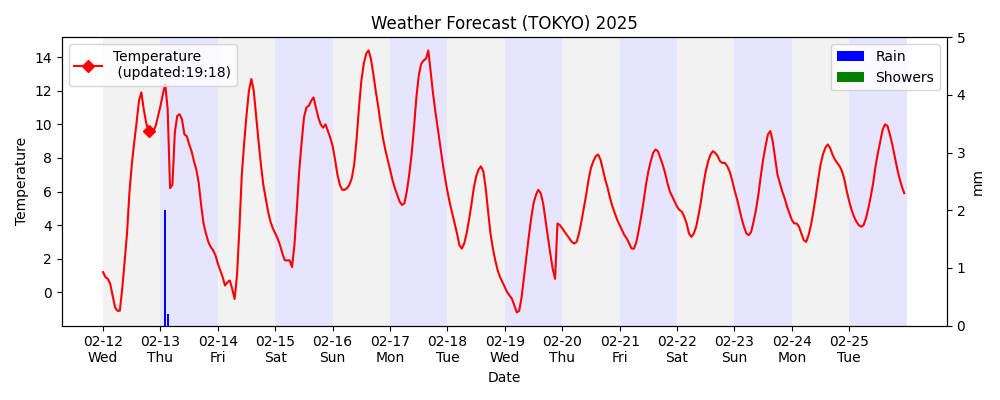 Weather Forecast (TOKYO) 2025
Temperature
(updated:19:18)
Rain
Showers
Temperature
14
12
10
8
6
4
2
0
5
4
3
2
1
0
mm
02-12 02-13 02-14 02-15 02-16 02-17 02-18 02-19 02-20 02-21 02-22 02-23 02-24 02-25
Wed Thu Fri Sat Sun Mon Tue Wed Thu Fri Sat Sun Mon Tue
Date